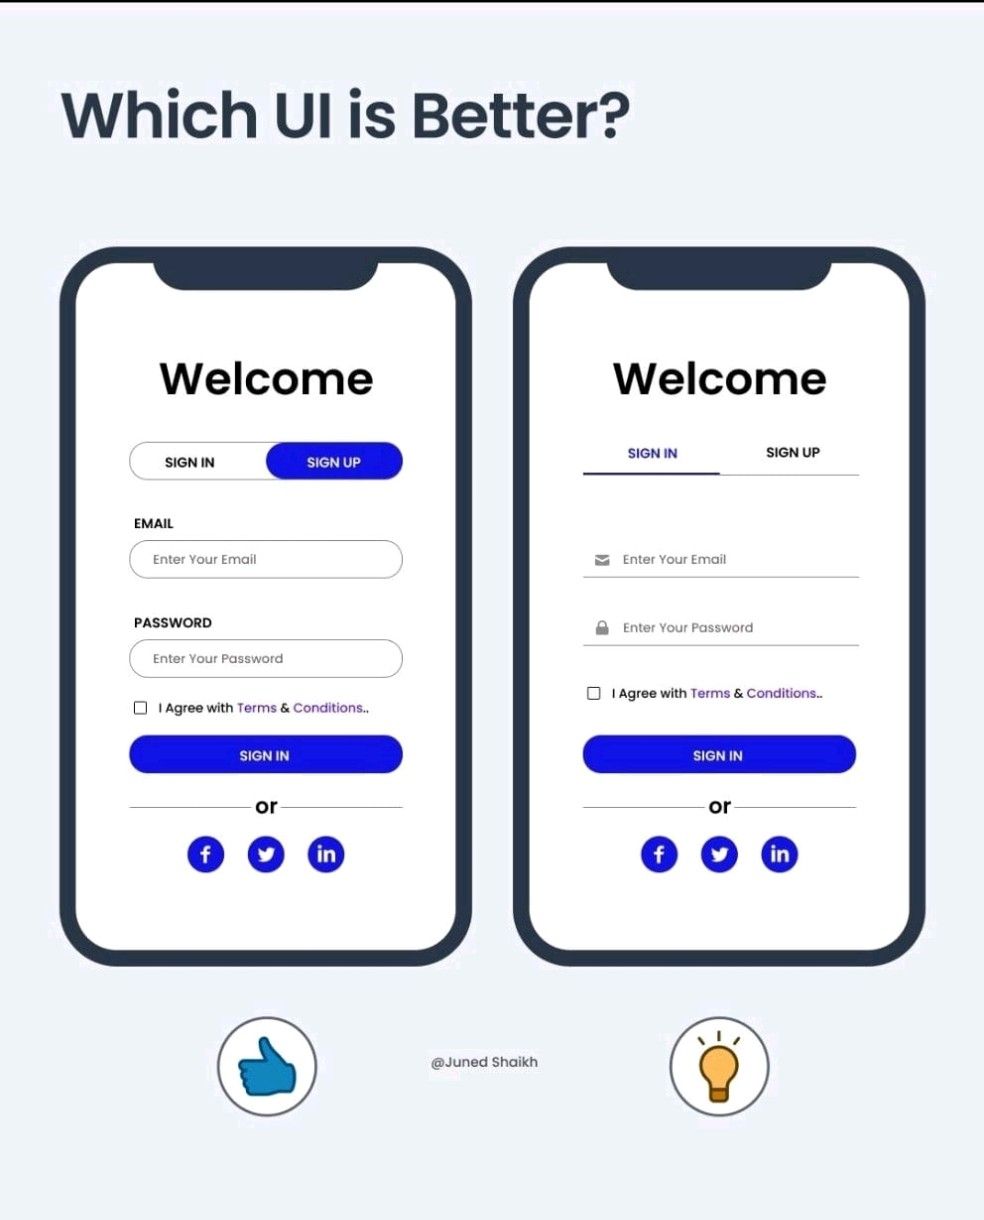 Which UI is Better?
Welcome
SIGN IN SIGN UP
EMAIL
Enter Your Email
PASSWORD
Enter Your Password
I Agree with Terms & Conditions..
SIGN IN
or
f in
Welcome
SIGN IN SIGN UP
Enter Your Email
Enter Your Password
I Agree with Terms & Conditions..
SIGN IN
or
f in
@Juned Shaikh